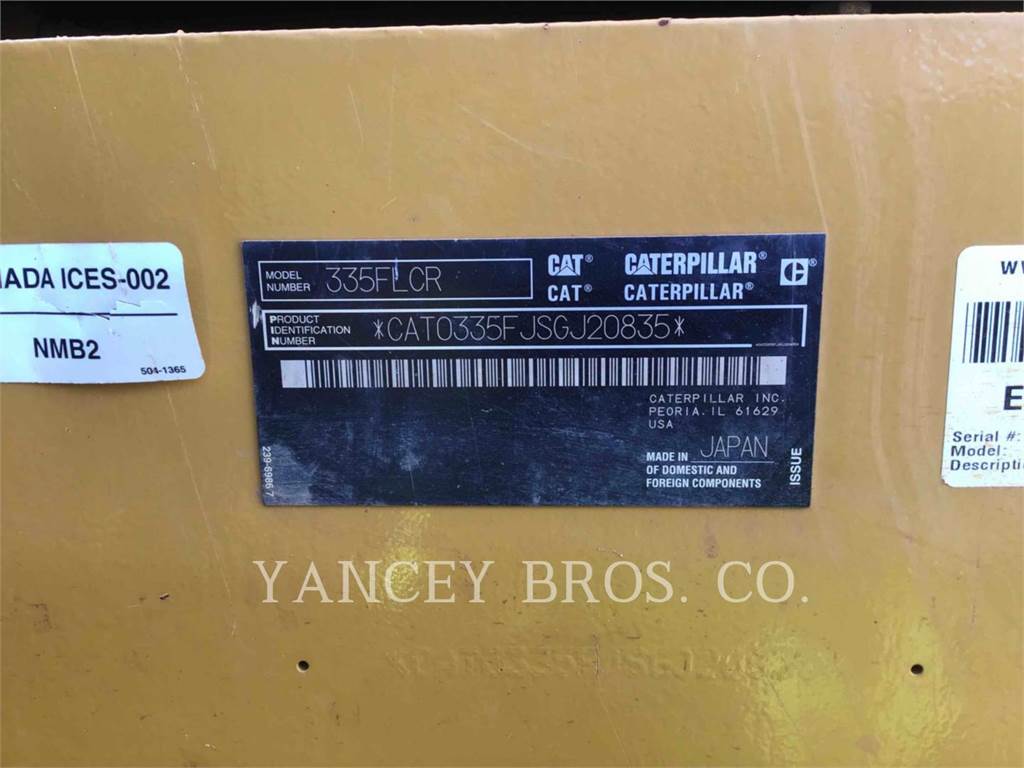 NADA ICES-002
NMB2
504-1365
MODEL NUMBER 335FLCR
CAT® CATERPILLAR®
CAT® CATERPILLAR®
PRODUCT IDENTIFICATION NUMBER *CAT0335FJSGJ20835*
CATERPILLAR INC.
PEORIA. IL 61629
USA
MADE IN JAPAN
OF DOMESTIC AND
FOREIGN COMPONENTS
239-6986 7
ISSUE
E
Serial #:
Model:
Descripti
YANCEY BROS. CO.